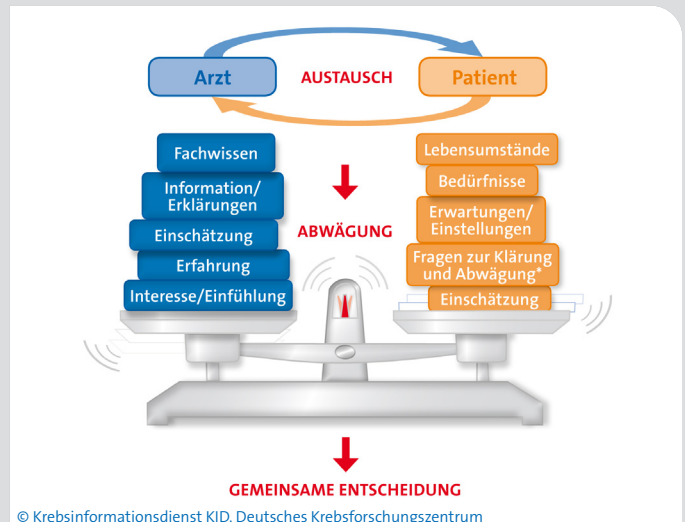 Arzt
AUSTAUSCH
Patient
Fachwissen
Information/
Erklärungen
Einschätzung
Erfahrung
Interesse/Einfühlung
ABWÄGUNG
Lebensumstände
Bedürfnisse
Erwartungen/
Einstellungen
Fragen zur Klärung
und Abwägung*
Einschätzung
GEMEINSAME ENTSCHEIDUNG
© Krebsinformationsdienst KID, Deutsches Krebsforschungszentrum